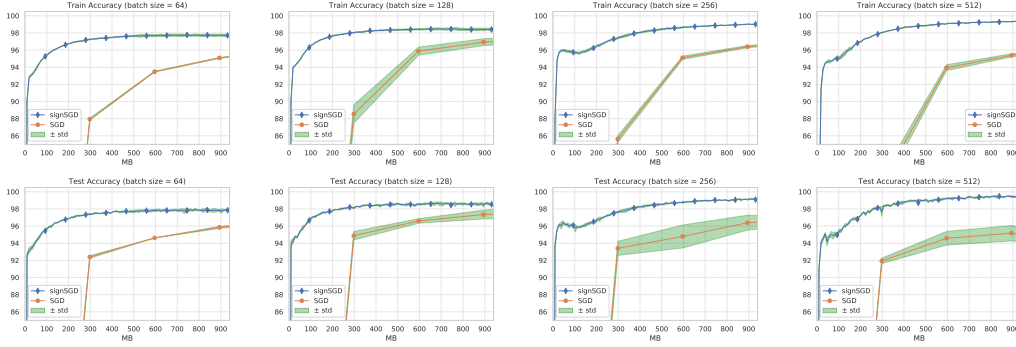 Train Accuracy (batch size = 64)
100
98
96
94
92
90
88
86
signSGD
SGD
± std
0 100 200 300 400 500 600 700 800 900
MB
Train Accuracy (batch size = 128)
100
98
96
94
92
90
88
86
signSGD
SGD
± std
0 100 200 300 400 500 600 700 800 900
MB
Train Accuracy (batch size = 256)
100
98
96
94
92
90
88
86
signSGD
SGD
± std
0 100 200 300 400 500 600 700 800 900
MB
Train Accuracy (batch size = 512)
100
98
96
94
92
90
88
86
signSGD
SGD
± std
0 100 200 300 400 500 600 700 800 900
MB
Test Accuracy (batch size = 64)
100
98
96
94
92
90
88
86
signSGD
SGD
± std
0 100 200 300 400 500 600 700 800 900
MB
Test Accuracy (batch size = 128)
100
98
96
94
92
90
88
86
signSGD
SGD
± std
0 100 200 300 400 500 600 700 800 900
MB
Test Accuracy (batch size = 256)
100
98
96
94
92
90
88
86
signSGD
SGD
± std
0 100 200 300 400 500 600 700 800 900
MB
Test Accuracy (batch size = 512)
100
98
96
94
92
90
88
86
signSGD
SGD
± std
0 100 200 300 400 500 600 700 800 900
MB